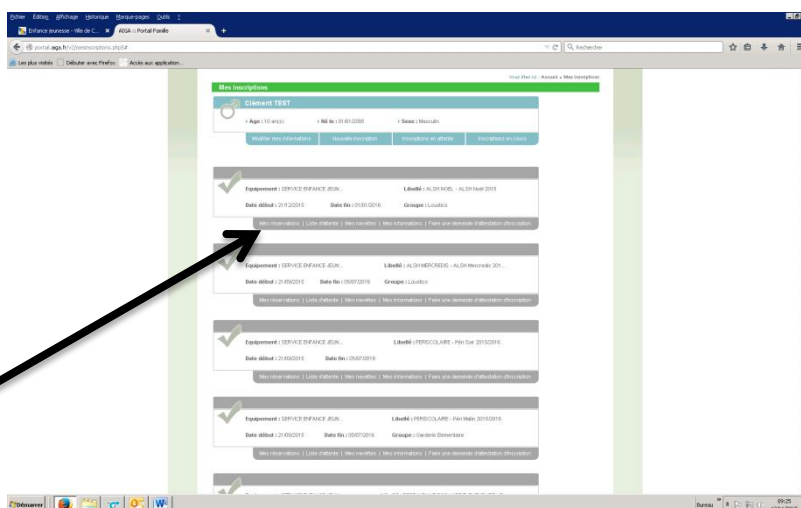 Fichier Édition Affichage Historique Marque-pages Outils ?
Enfance jeunesse - Ville de C... × AIGA :: Portail Famille × +
portail.aiga.fr/v2/mesinscriptions.php5# Rechercher
Les plus visités Débuter avec Firefox Accès aux application...
Vous êtes ici : Accueil » Mes inscriptions
Mes inscriptions
Clément TEST
› Age : 10 an(s) › Né le : 01/01/2005 › Sexe : Masculin
Modifier mes informations Nouvelle inscription Inscriptions en attente Inscriptions en cours
Equipement : SERVICE ENFANCE JEUN... Libellé : ALSH NOEL - ALSH Noël 2015
Date début : 21/12/2015 Date fin : 01/01/2016 Groupe : Loustics
Mes réservations | Liste d'attente | Mes navettes | Mes informations | Faire une demande d'attestation d'inscription
Equipement : SERVICE ENFANCE JEUN... Libellé : ALSH MERCREDIS - ALSH Mercredis 201...
Date début : 21/09/2015 Date fin : 05/07/2016 Groupe : Loustics
Mes réservations | Liste d'attente | Mes navettes | Mes informations | Faire une demande d'attestation d'inscription
Equipement : SERVICE ENFANCE JEUN... Libellé : PERISCOLAIRE - Péri Soir 2015/2016
Date début : 21/09/2015 Date fin : 05/07/2016
Mes réservations | Liste d'attente | Mes navettes | Mes informations | Faire une demande d'attestation d'inscription
Equipement : SERVICE ENFANCE JEUN... Libellé : PERISCOLAIRE - Péri Matin 2015/2016
Date début : 21/09/2015 Date fin : 05/07/2016 Groupe : Garderie Elementaire
Mes réservations | Liste d'attente | Mes navettes | Mes informations | Faire une demande d'attestation d'inscription
Démarrer Bureau » 09:25